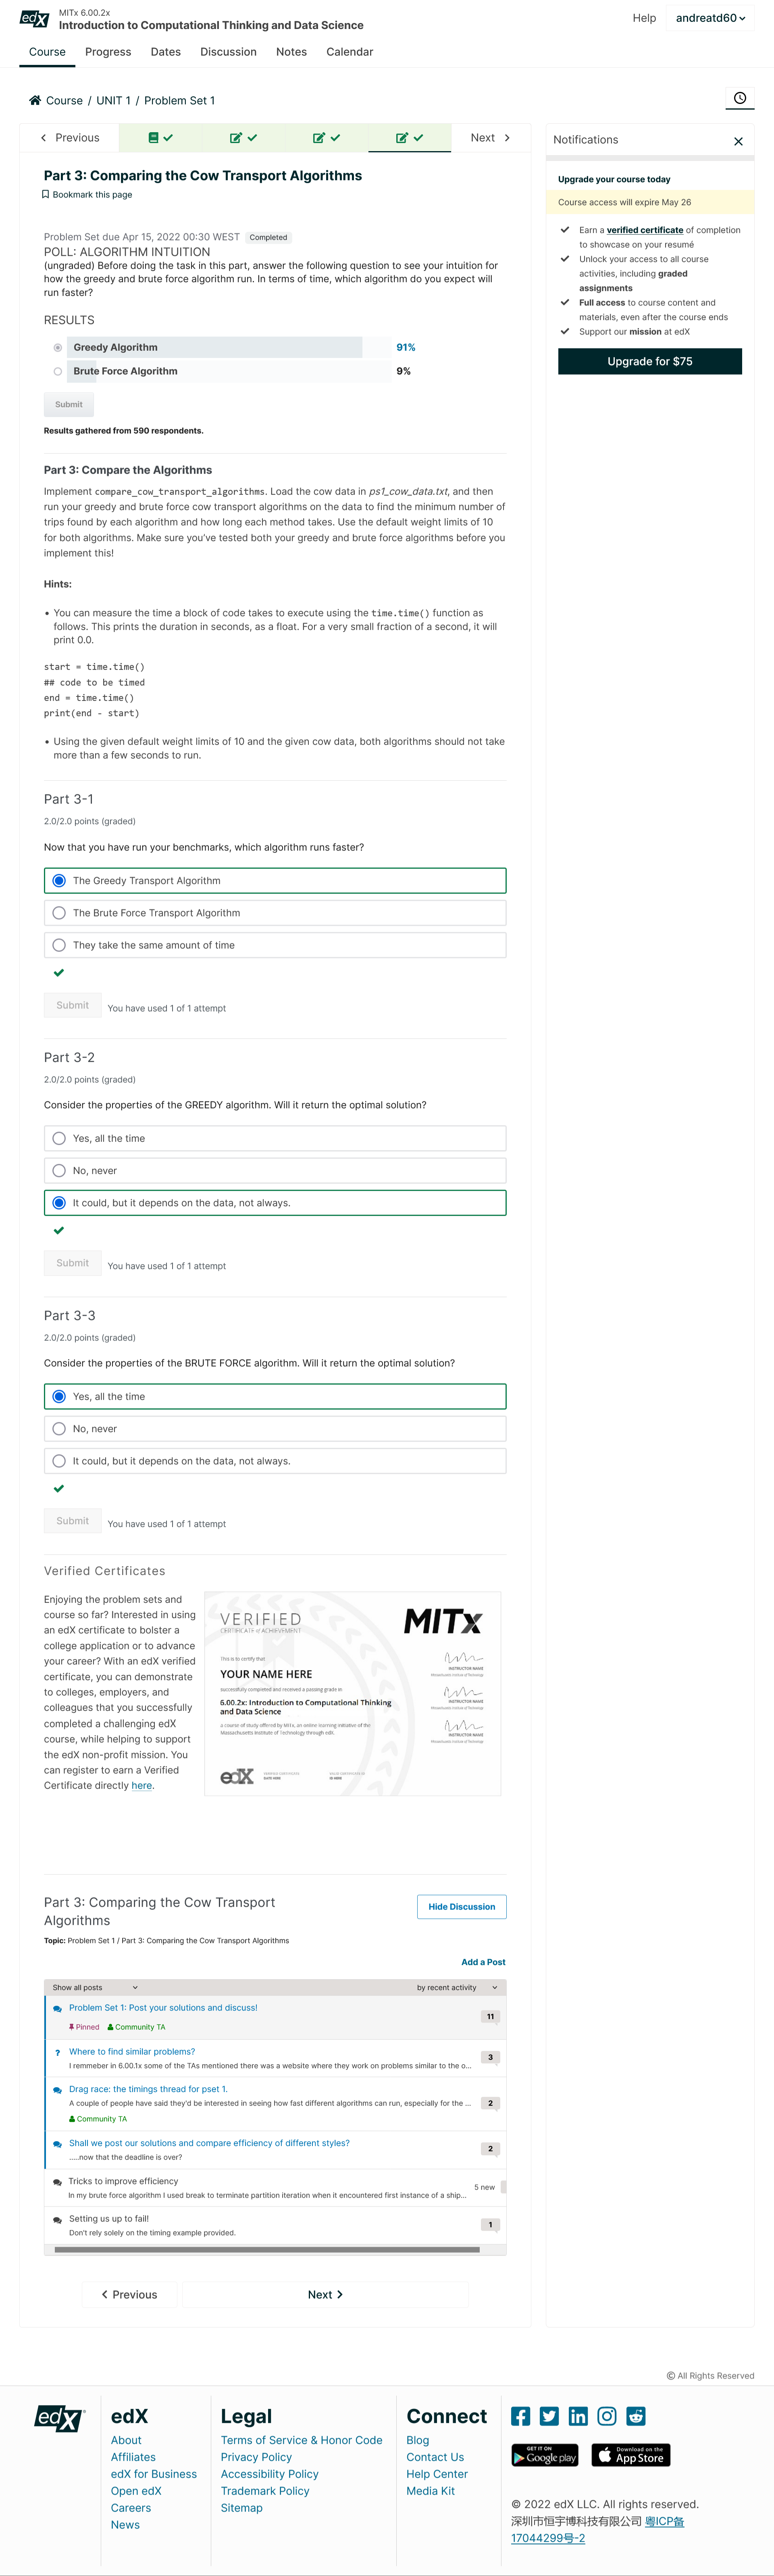 edX
MITx 6.00.2x
Introduction to Computational Thinking and Data Science
Help
andreatd60
Course
Progress
Dates
Discussion
Notes
Calendar
Course / UNIT 1 / Problem Set 1
Previous
Next
Part 3: Comparing the Cow Transport Algorithms
Bookmark this page
Problem Set due Apr 15, 2022 00:30 WEST
Completed
POLL: ALGORITHM INTUITION
(ungraded) Before doing the task in this part, answer the following question to see your intuition for
how the greedy and brute force algorithm run. In terms of time, which algorithm do you expect will
run faster?
RESULTS
Greedy Algorithm
91%
Brute Force Algorithm
9%
Submit
Results gathered from 590 respondents.
Part 3: Compare the Algorithms
Implement compare_cow_transport_algorithms. Load the cow data in ps1_cow_data.txt, and then
run your greedy and brute force cow transport algorithms on the data to find the minimum number of
trips found by each algorithm and how long each method takes. Use the default weight limits of 10
for both algorithms. Make sure you've tested both your greedy and brute force algorithms before you
implement this!
Hints:
• You can measure the time a block of code takes to execute using the time.time() function as
follows. This prints the duration in seconds, as a float. For a very small fraction of a second, it will
print 0.0.
start = time.time()
## code to be timed
end = time.time()
print(end - start)
• Using the given default weight limits of 10 and the given cow data, both algorithms should not take
more than a few seconds to run.
Part 3-1
2.0/2.0 points (graded)
Now that you have run your benchmarks, which algorithm runs faster?
The Greedy Transport Algorithm
The Brute Force Transport Algorithm
They take the same amount of time
Submit
You have used 1 of 1 attempt
Part 3-2
2.0/2.0 points (graded)
Consider the properties of the GREEDY algorithm. Will it return the optimal solution?
Yes, all the time
No, never
It could, but it depends on the data, not always.
Submit
You have used 1 of 1 attempt
Part 3-3
2.0/2.0 points (graded)
Consider the properties of the BRUTE FORCE algorithm. Will it return the optimal solution?
Yes, all the time
No, never
It could, but it depends on the data, not always.
Submit
You have used 1 of 1 attempt
Verified Certificates
Enjoying the problem sets and
course so far? Interested in using
an edX certificate to bolster a
college application or to advance
your career? With an edX verified
certificate, you can demonstrate
to colleges, employers, and
colleagues that you successfully
completed a challenging edX
course, while helping to support
the edX non-profit mission. You
can register to earn a Verified
Certificate directly here.
VERIFIED
CERTIFICATE of ACHIEVEMENT
MITx
This is to certify that
YOUR NAME HERE
successfully completed and received a passing grade in
6.00.2x: Introduction to Computational Thinking
and Data Science
a course of study offered by MITx, an online learning initiative of the
Massachusetts Institute of Technology through edX.
INSTRUCTOR NAME
Massachusetts Institute of Technology
INSTRUCTOR NAME
Massachusetts Institute of Technology
INSTRUCTOR NAME
Massachusetts Institute of Technology
edX
Part 3: Comparing the Cow Transport
Algorithms
Hide Discussion
Topic: Problem Set 1 / Part 3: Comparing the Cow Transport Algorithms
Add a Post
Show all posts
by recent activity
Problem Set 1: Post your solutions and discuss!
11
Pinned
Community TA
Where to find similar problems?
3
I remmeber in 6.00.1x some of the TAs mentioned there was a website where they work on problems similar to the o...
Drag race: the timings thread for pset 1.
A couple of people have said they'd be interested in seeing how fast different algorithms can run, especially for the ...
2
Community TA
Shall we post our solutions and compare efficiency of different styles?
2
.....now that the deadline is over?
Tricks to improve efficiency
5 new
In my brute force algorithm I used break to terminate partition iteration when it encountered first instance of a ship...
Setting us up to fail!
1
Don't rely solely on the timing example provided.
Previous
Next
Notifications
Upgrade your course today
Course access will expire May 26
Earn a verified certificate of completion
to showcase on your resumé
Unlock your access to all course
activities, including graded
assignments
Full access to course content and
materials, even after the course ends
Support our mission at edX
Upgrade for $75
© All Rights Reserved
edX
edX
About
Affiliates
edX for Business
Open edX
Careers
News
Legal
Terms of Service & Honor Code
Privacy Policy
Accessibility Policy
Trademark Policy
Sitemap
Connect
Blog
Contact Us
Help Center
Media Kit
GET IT ON
Google play
Download on the
App Store
© 2022 edX LLC. All rights reserved.
深圳市恒宇博科技有限公司 粤ICP备
17044299号-2